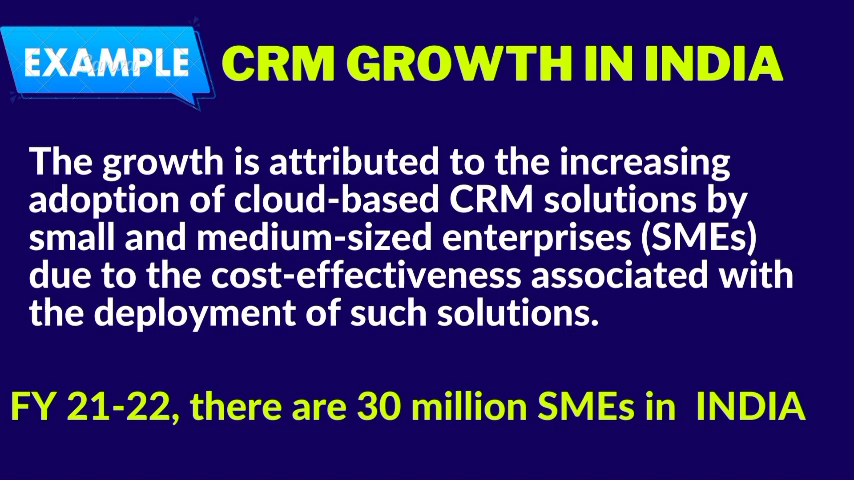 EXAMPLE CRM GROWTH IN INDIA
The growth is attributed to the increasing
adoption of cloud-based CRM solutions by
small and medium-sized enterprises (SMEs)
due to the cost-effectiveness associated with
the deployment of such solutions.
FY 21-22, there are 30 million SMEs in INDIA